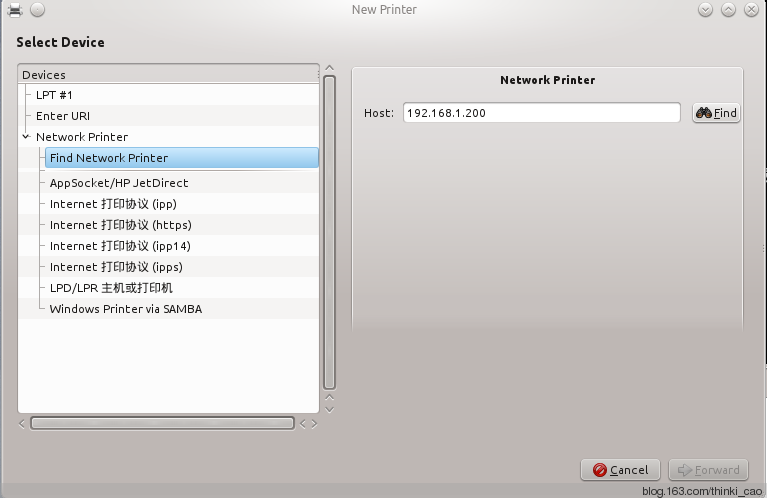 New Printer
Select Device
Devices
LPT #1
Enter URI
Network Printer
Find Network Printer
AppSocket/HP JetDirect
Internet 打印协议 (ipp)
Internet 打印协议 (https)
Internet 打印协议 (ipp14)
Internet 打印协议 (ipps)
LPD/LPR 主机或打印机
Windows Printer via SAMBA
Network Printer
Host: 192.168.1.200 Find
Cancel Forward
blog.163.com/thinki_cao